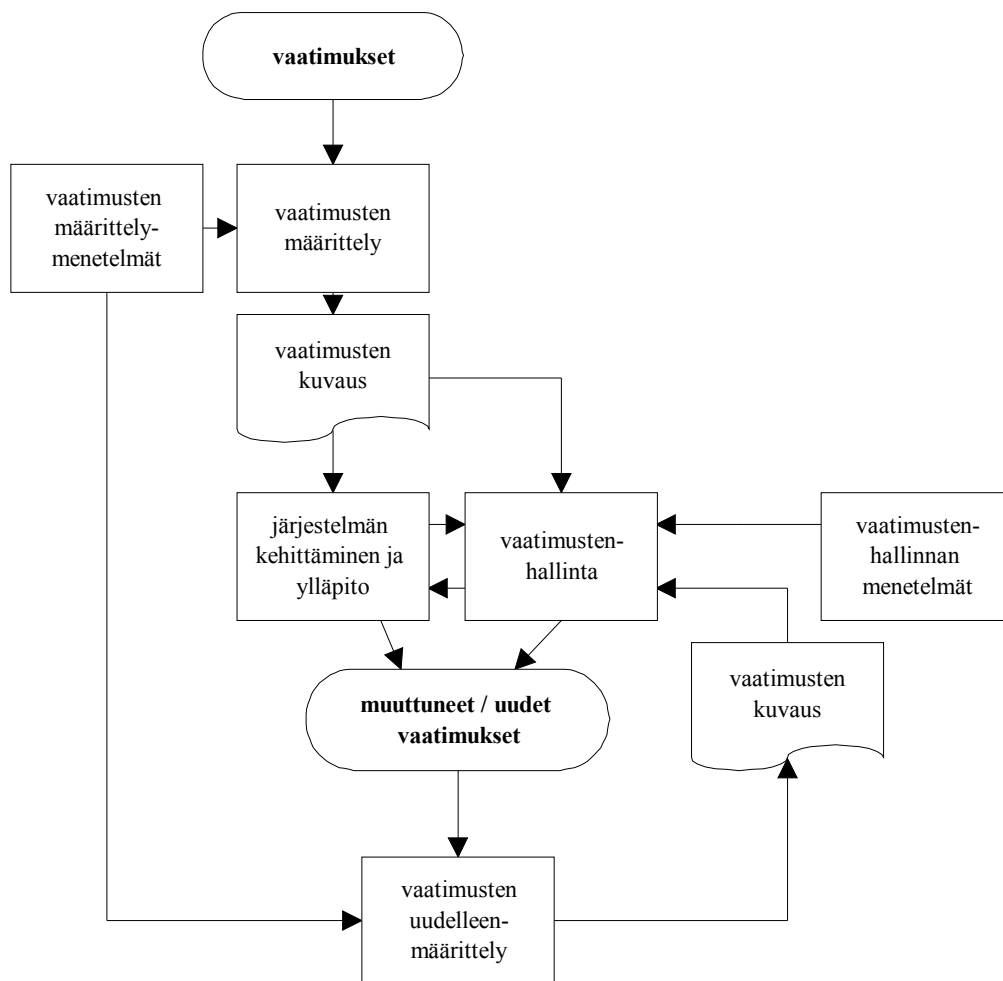 vaatimukset
vaatimusten
määrittely-
menetelmät
vaatimusten
määrittely
vaatimusten
kuvaus
järjestelmän
kehittäminen ja
ylläpito
vaatimusten-
hallinta
vaatimusten-
hallinnan
menetelmät
muuttuneet / uudet
vaatimukset
vaatimusten
kuvaus
vaatimusten
uudelleen-
määrittely